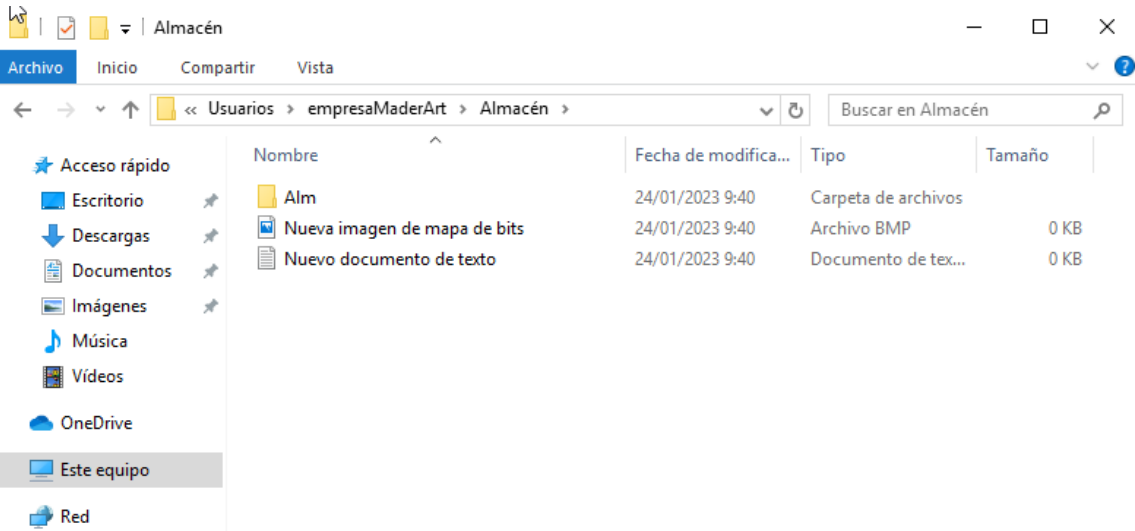 Almacén
Archivo Inicio Compartir Vista
« Usuarios > empresaMaderArt > Almacén > Buscar en Almacén
Nombre Fecha de modifica... Tipo Tamaño
Acceso rápido
Escritorio
Descargas
Documentos
Imágenes
Música
Vídeos
OneDrive
Este equipo
Red
Alm 24/01/2023 9:40 Carpeta de archivos
Nueva imagen de mapa de bits 24/01/2023 9:40 Archivo BMP 0 KB
Nuevo documento de texto 24/01/2023 9:40 Documento de tex... 0 KB